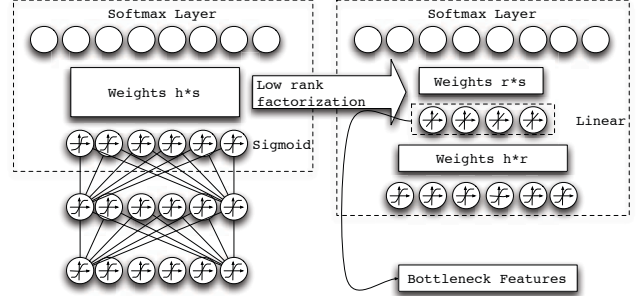 Softmax Layer
Weights h*s
Sigmoid
Low rank
factorization
Softmax Layer
Weights r*s
Linear
Weights h*r
Bottleneck Features